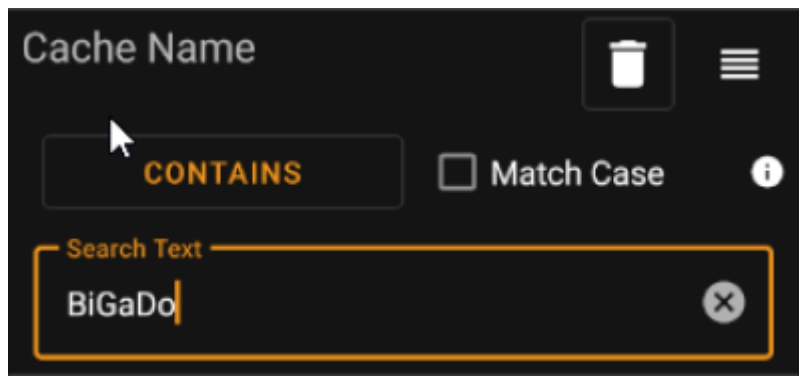 Cache Name
CONTAINS
Match Case
Search Text
BiGaDo